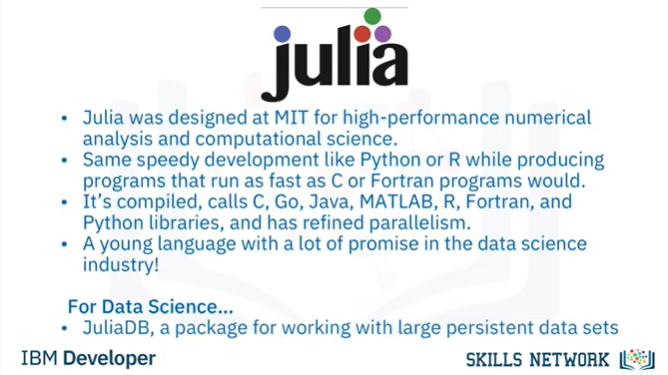 julia
• Julia was designed at MIT for high-performance numerical
analysis and computational science.
• Same speedy development like Python or R while producing
programs that run as fast as C or Fortran programs would.
• It's compiled, calls C, Go, Java, MATLAB, R, Fortran, and
Python libraries, and has refined parallelism.
• A young language with a lot of promise in the data science
industry!
For Data Science...
• JuliaDB, a package for working with large persistent data sets
IBM Developer
SKILLS NETWORK